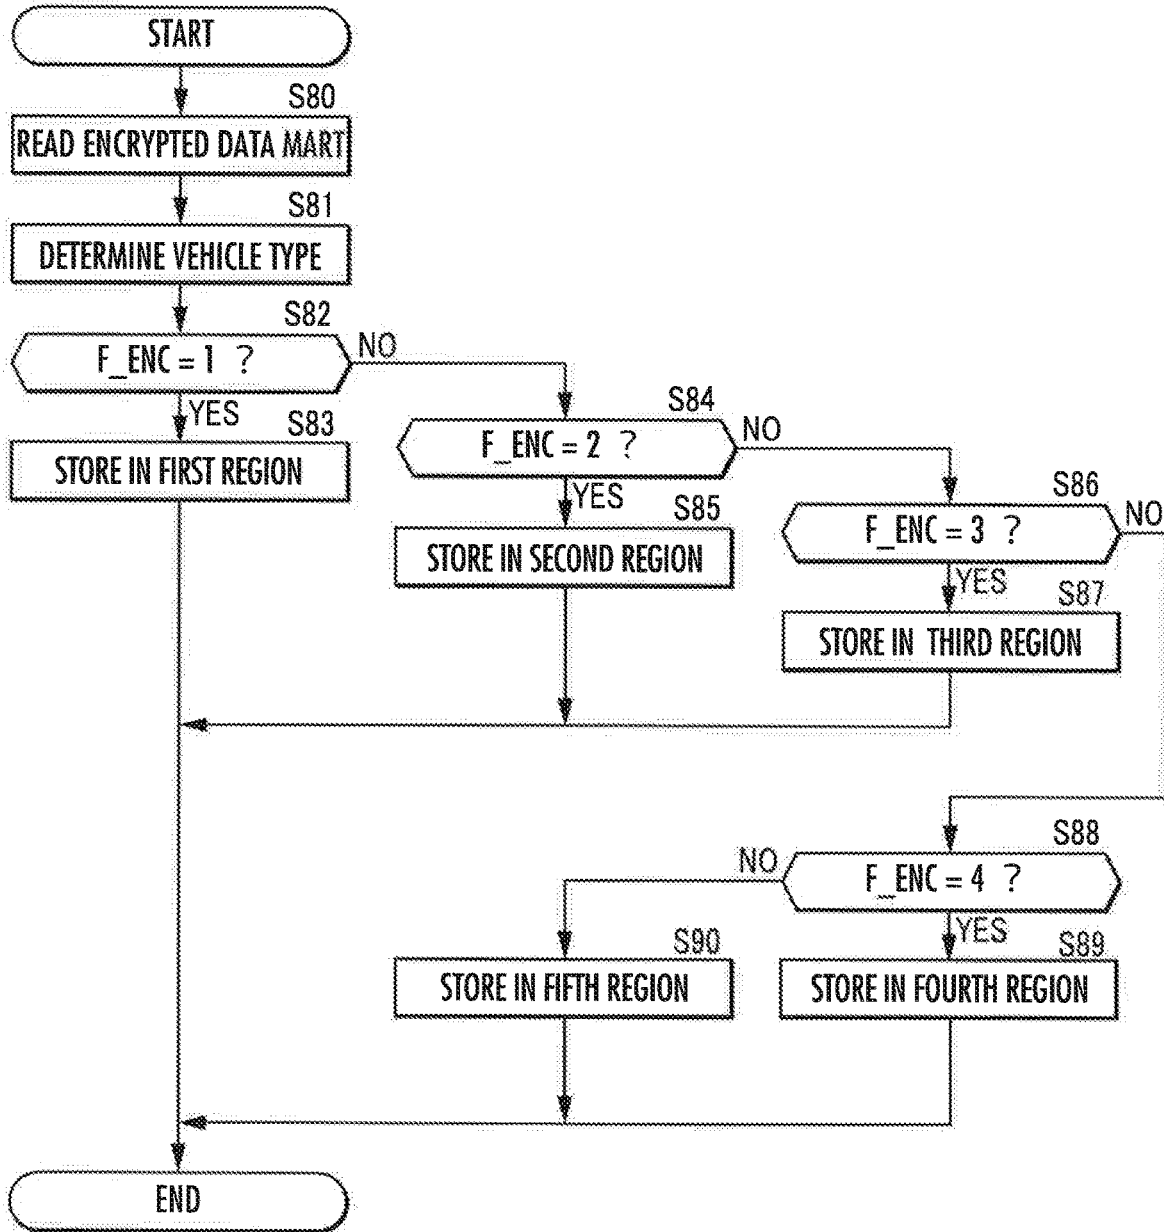 START
S80
READ ENCRYPTED DATA MART
S81
DETERMINE VEHICLE TYPE
S82
F_ENC = 1 ?
NO
YES
S83
STORE IN FIRST REGION
S84
F_ENC = 2 ?
NO
YES
S85
STORE IN SECOND REGION
S86
F_ENC = 3 ?
NO
YES
S87
STORE IN THIRD REGION
S88
F_ENC = 4 ?
NO
YES
S89
STORE IN FOURTH REGION
S90
STORE IN FIFTH REGION
END